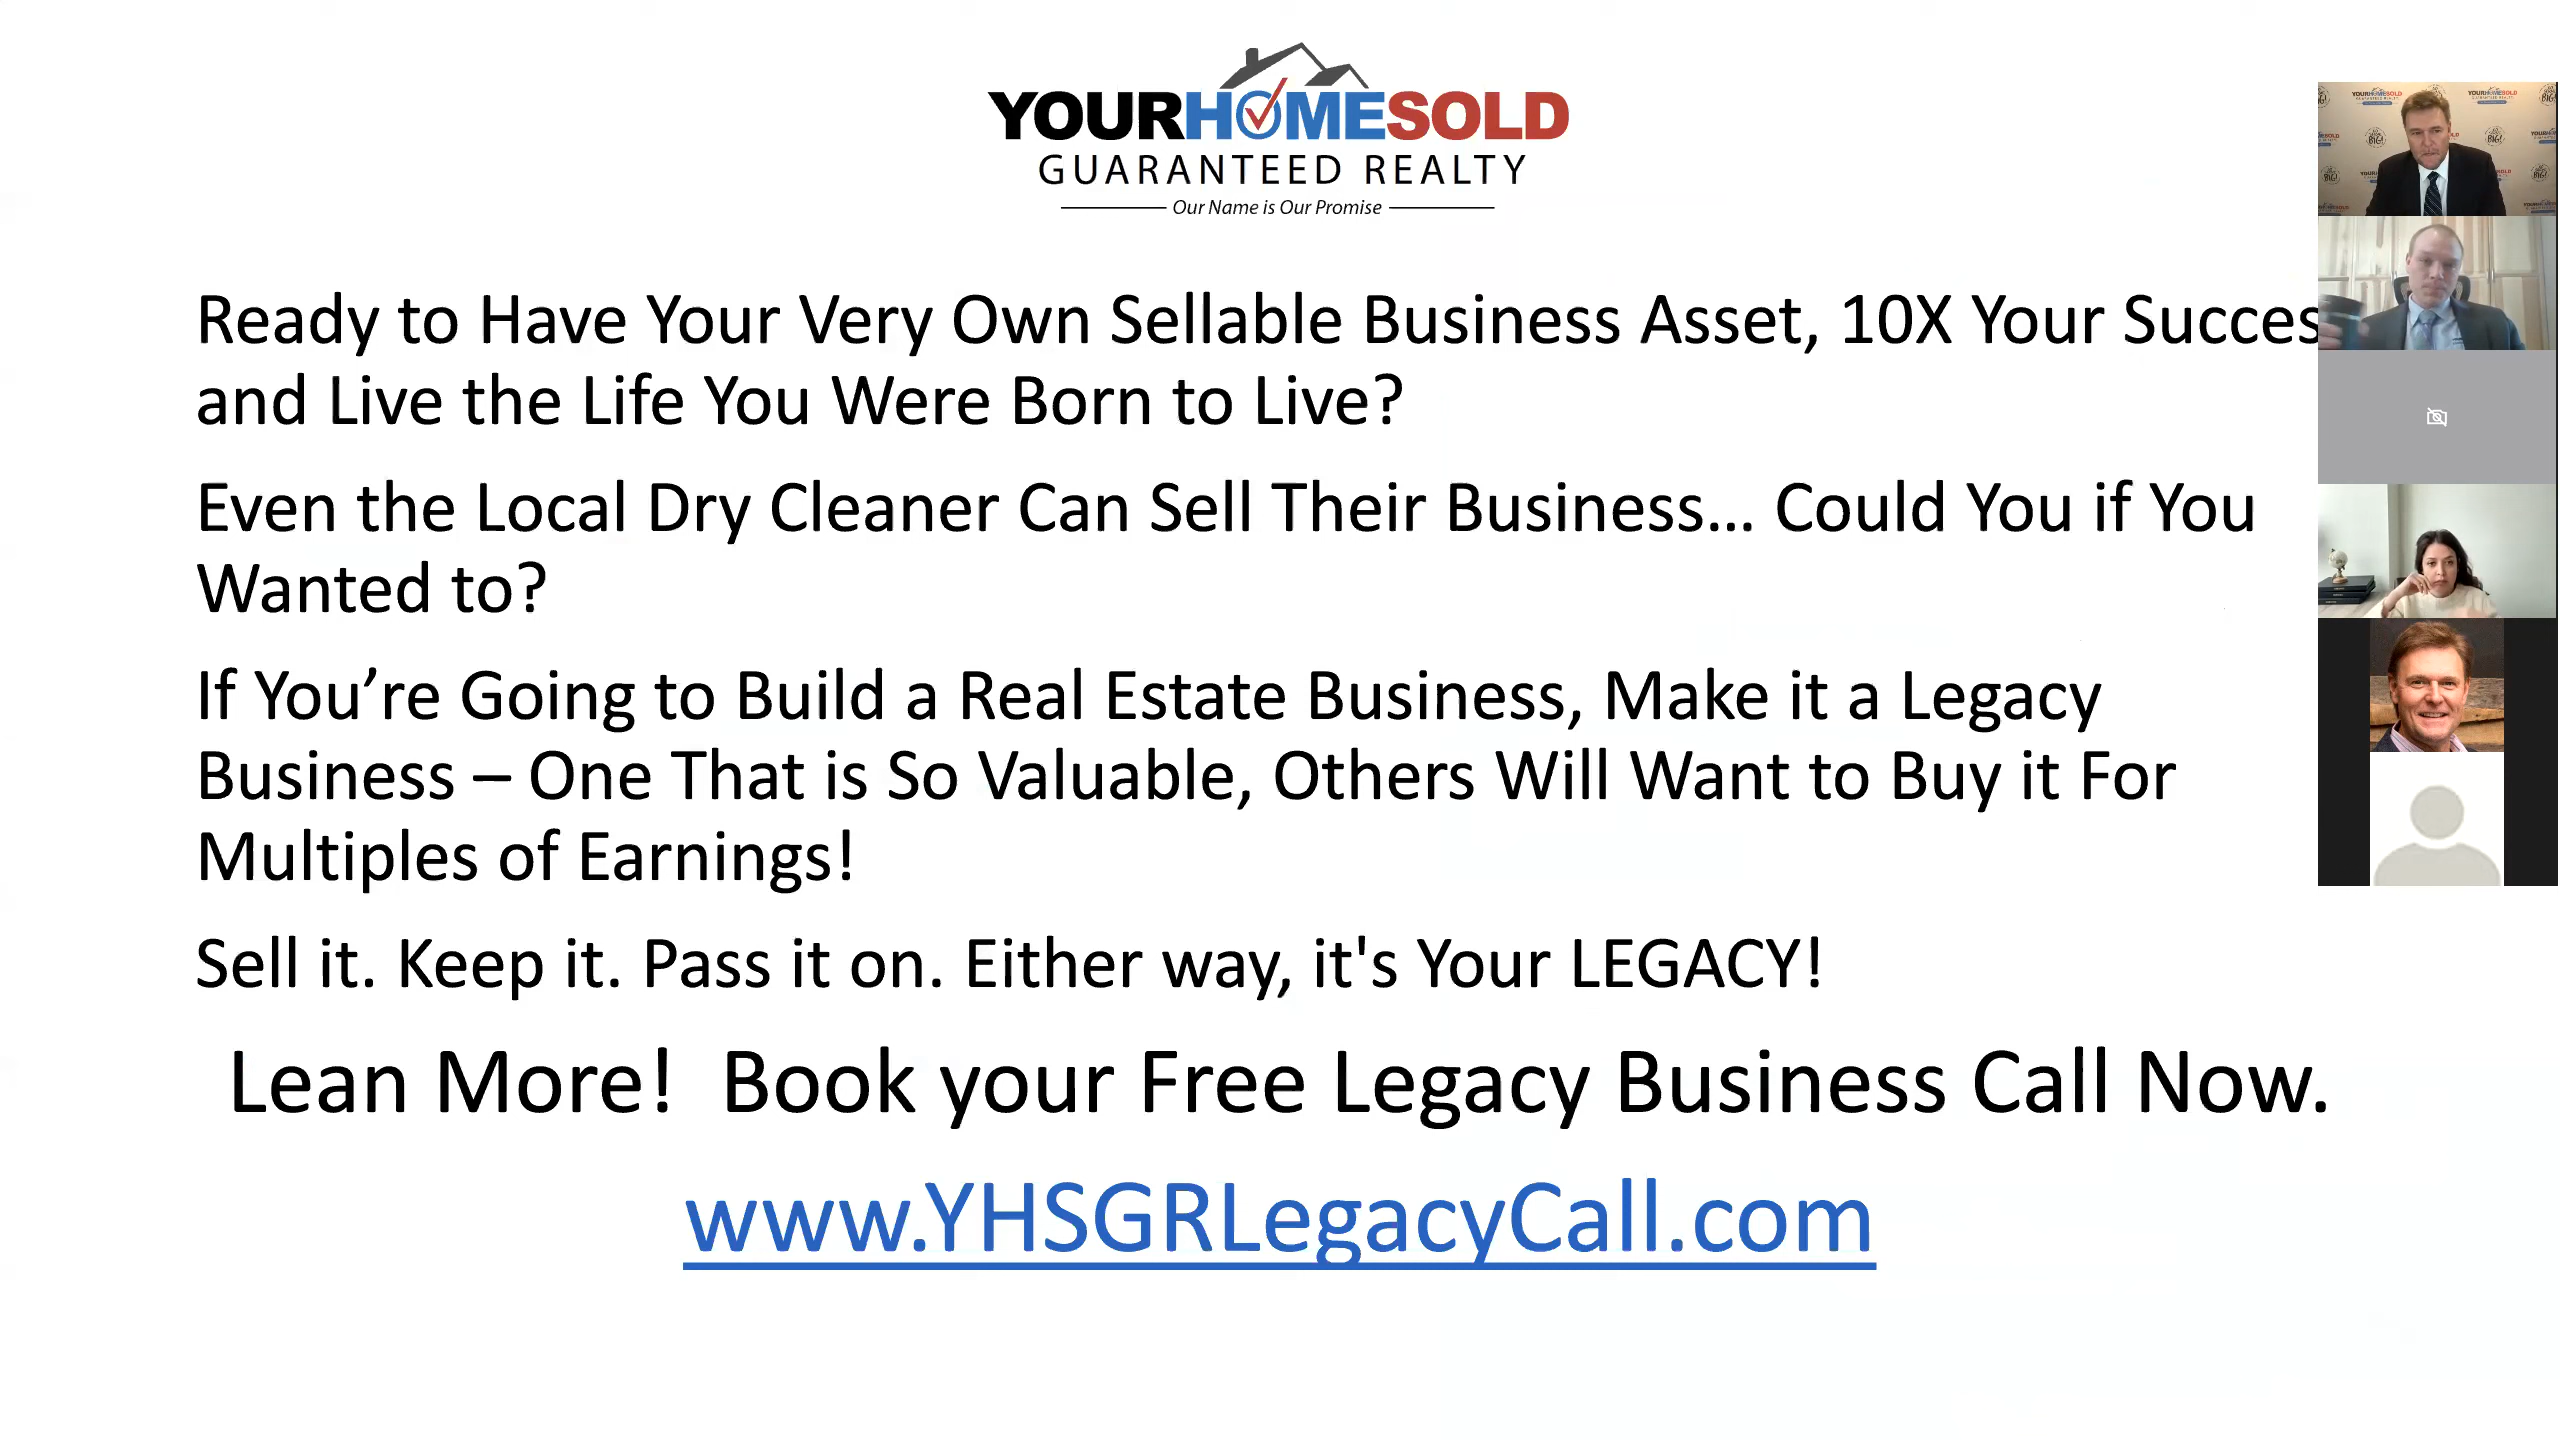 YOURHOMESOLD
GUARANTEED REALTY
Our Name is Our Promise
Ready to Have Your Very Own Sellable Business Asset, 10X Your Succes
and Live the Life You Were Born to Live?
Even the Local Dry Cleaner Can Sell Their Business... Could You if You
Wanted to?
If You’re Going to Build a Real Estate Business, Make it a Legacy
Business – One That is So Valuable, Others Will Want to Buy it For
Multiples of Earnings!
Sell it. Keep it. Pass it on. Either way, it's Your LEGACY!
Lean More!  Book your Free Legacy Business Call Now.
www.YHSGRLegacyCall.com